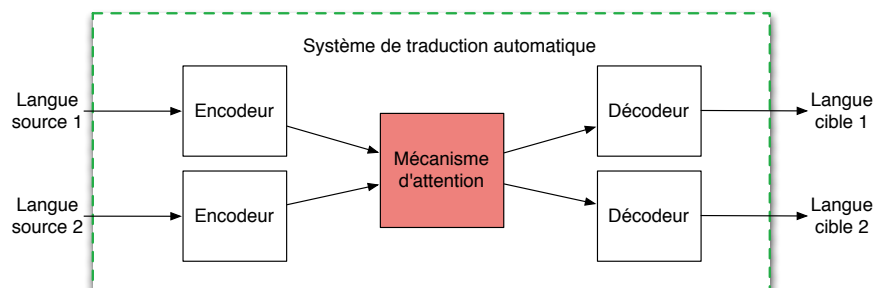 Système de traduction automatique
Langue
source 1
Encodeur
Mécanisme
d'attention
Décodeur
Langue
cible 1
Langue
source 2
Encodeur
Décodeur
Langue
cible 2